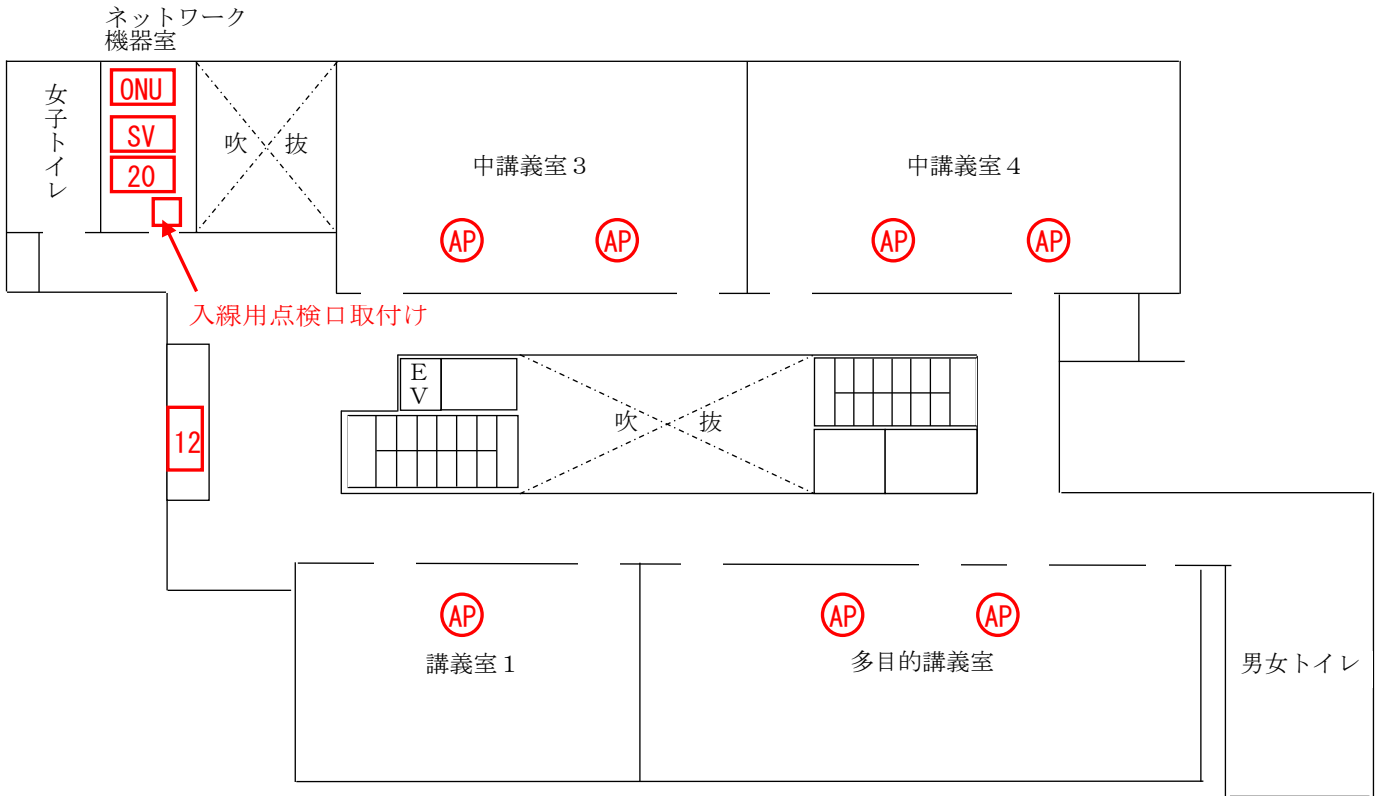 ネットワーク
機器室
女子トイレ
ONU
SV
20
吹 抜
中講義室3
中講義室4
AP
AP
AP
AP
入線用点検口取付け
EV
吹 抜
12
AP
AP
AP
講義室1
多目的講義室
男女トイレ